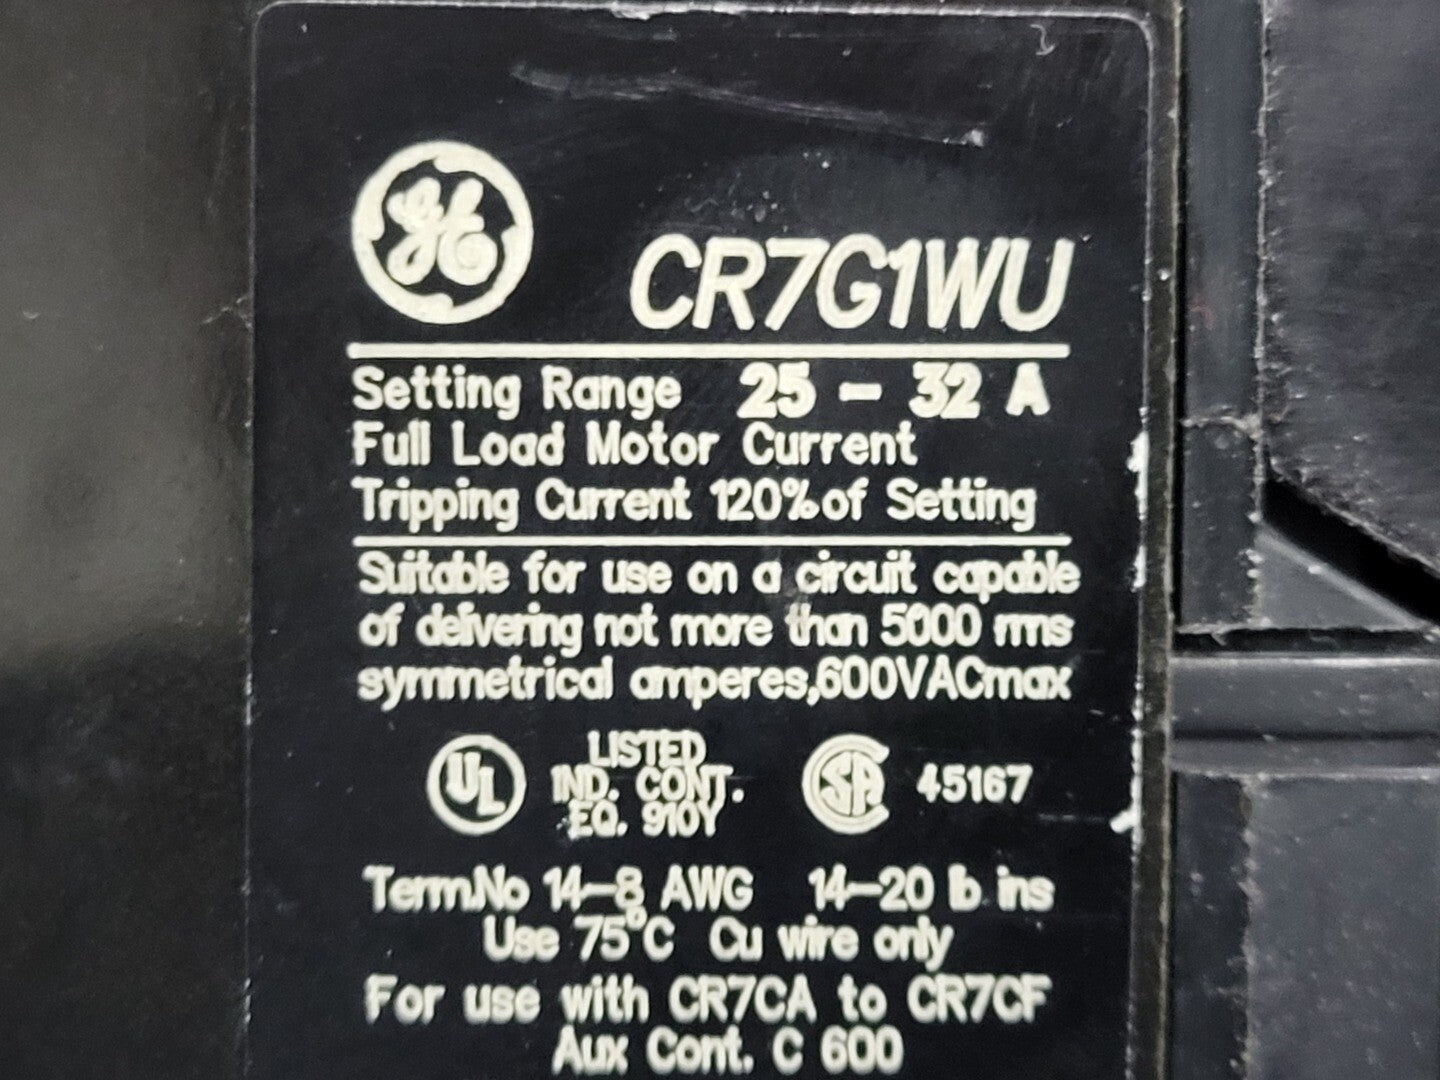 GE
CR7G1WU
Setting Range 25 - 32 A
Full Load Motor Current
Tripping Current 120% of Setting
Suitable for use on a circuit capable
of delivering not more than 5000 rms
symmetrical amperes,600VACmax
UL LISTED IND. CONT. EQ. 910Y SA 45167
Term.No 14-8 AWG 14-20 lb ins
Use 75°C Cu wire only
For use with CR7CA to CR7CF
Aux Cont. C 600